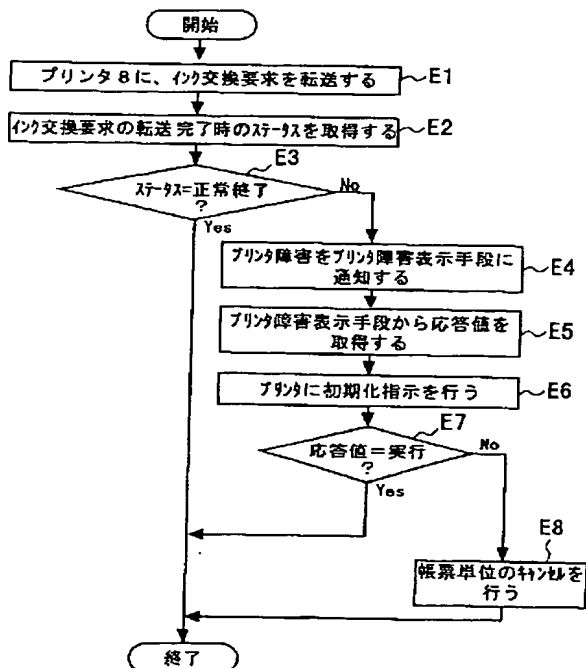 開始
プリンタ8に、インク交換要求を転送する
E1
インク交換要求の転送完了時のステータスを取得する
E2
E3
ステータス=正常終了
?
No
Yes
プリンタ障害をプリンタ障害表示手段に
通知する
E4
プリンタ障害表示手段から応答値を
取得する
E5
プリンタに初期化指示を行う
E6
E7
応答値=実行
?
No
Yes
E8
帳票単位のキャンセルを
行う
終了